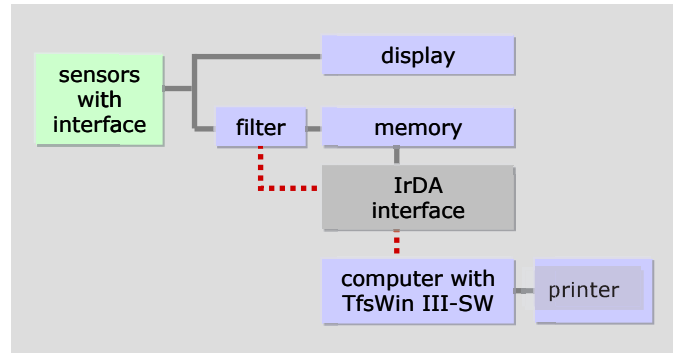 display
sensors
with
interface
filter
memory
IrDA
interface
computer with
TfsWin III-SW
printer